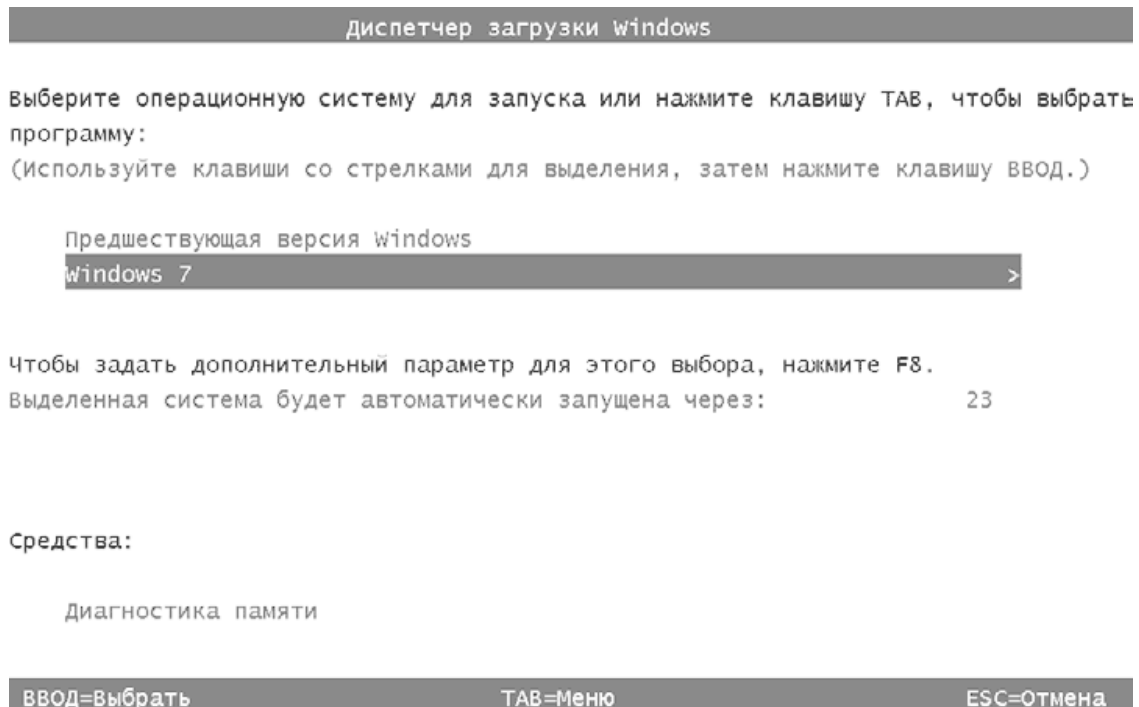 Диспетчер загрузки Windows
Выберите операционную систему для запуска или нажмите клавишу TAB, чтобы выбрать
программу:
(Используйте клавиши со стрелками для выделения, затем нажмите клавишу ВВОД.)
Предшествующая версия Windows
Windows 7 >
Чтобы задать дополнительный параметр для этого выбора, нажмите F8.
Выделенная система будет автоматически запущена через: 23
Средства:
Диагностика памяти
ВВОД=Выбрать TAB=Меню ESC=Отмена